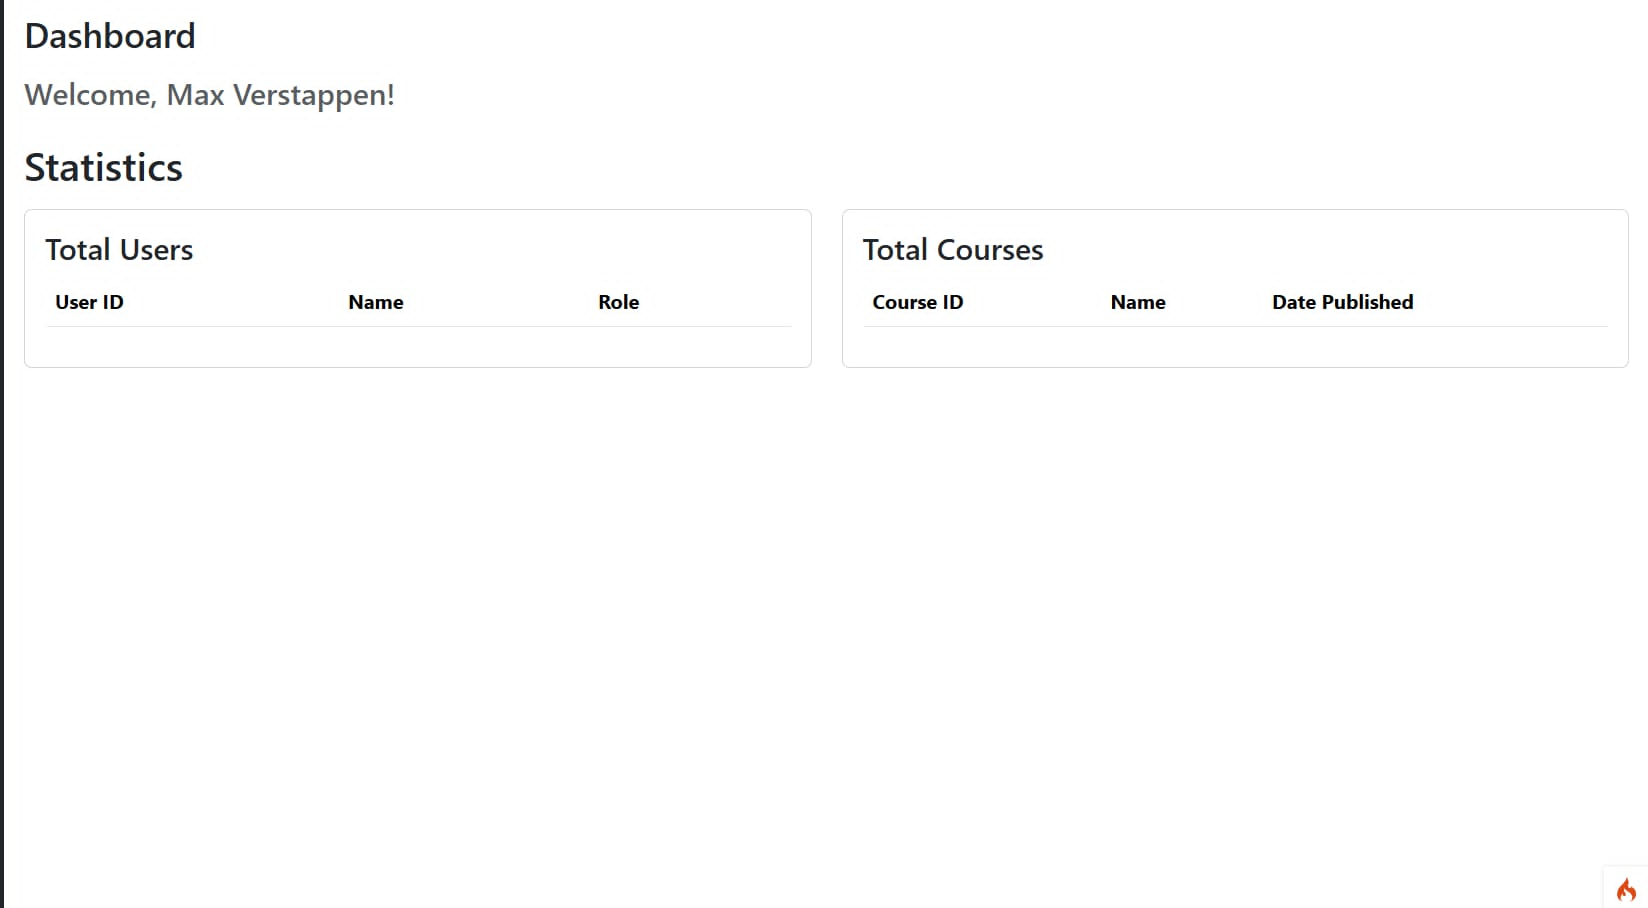 Dashboard
Welcome, Max Verstappen!
Statistics
Total Users
User ID Name Role
Total Courses
Course ID Name Date Published